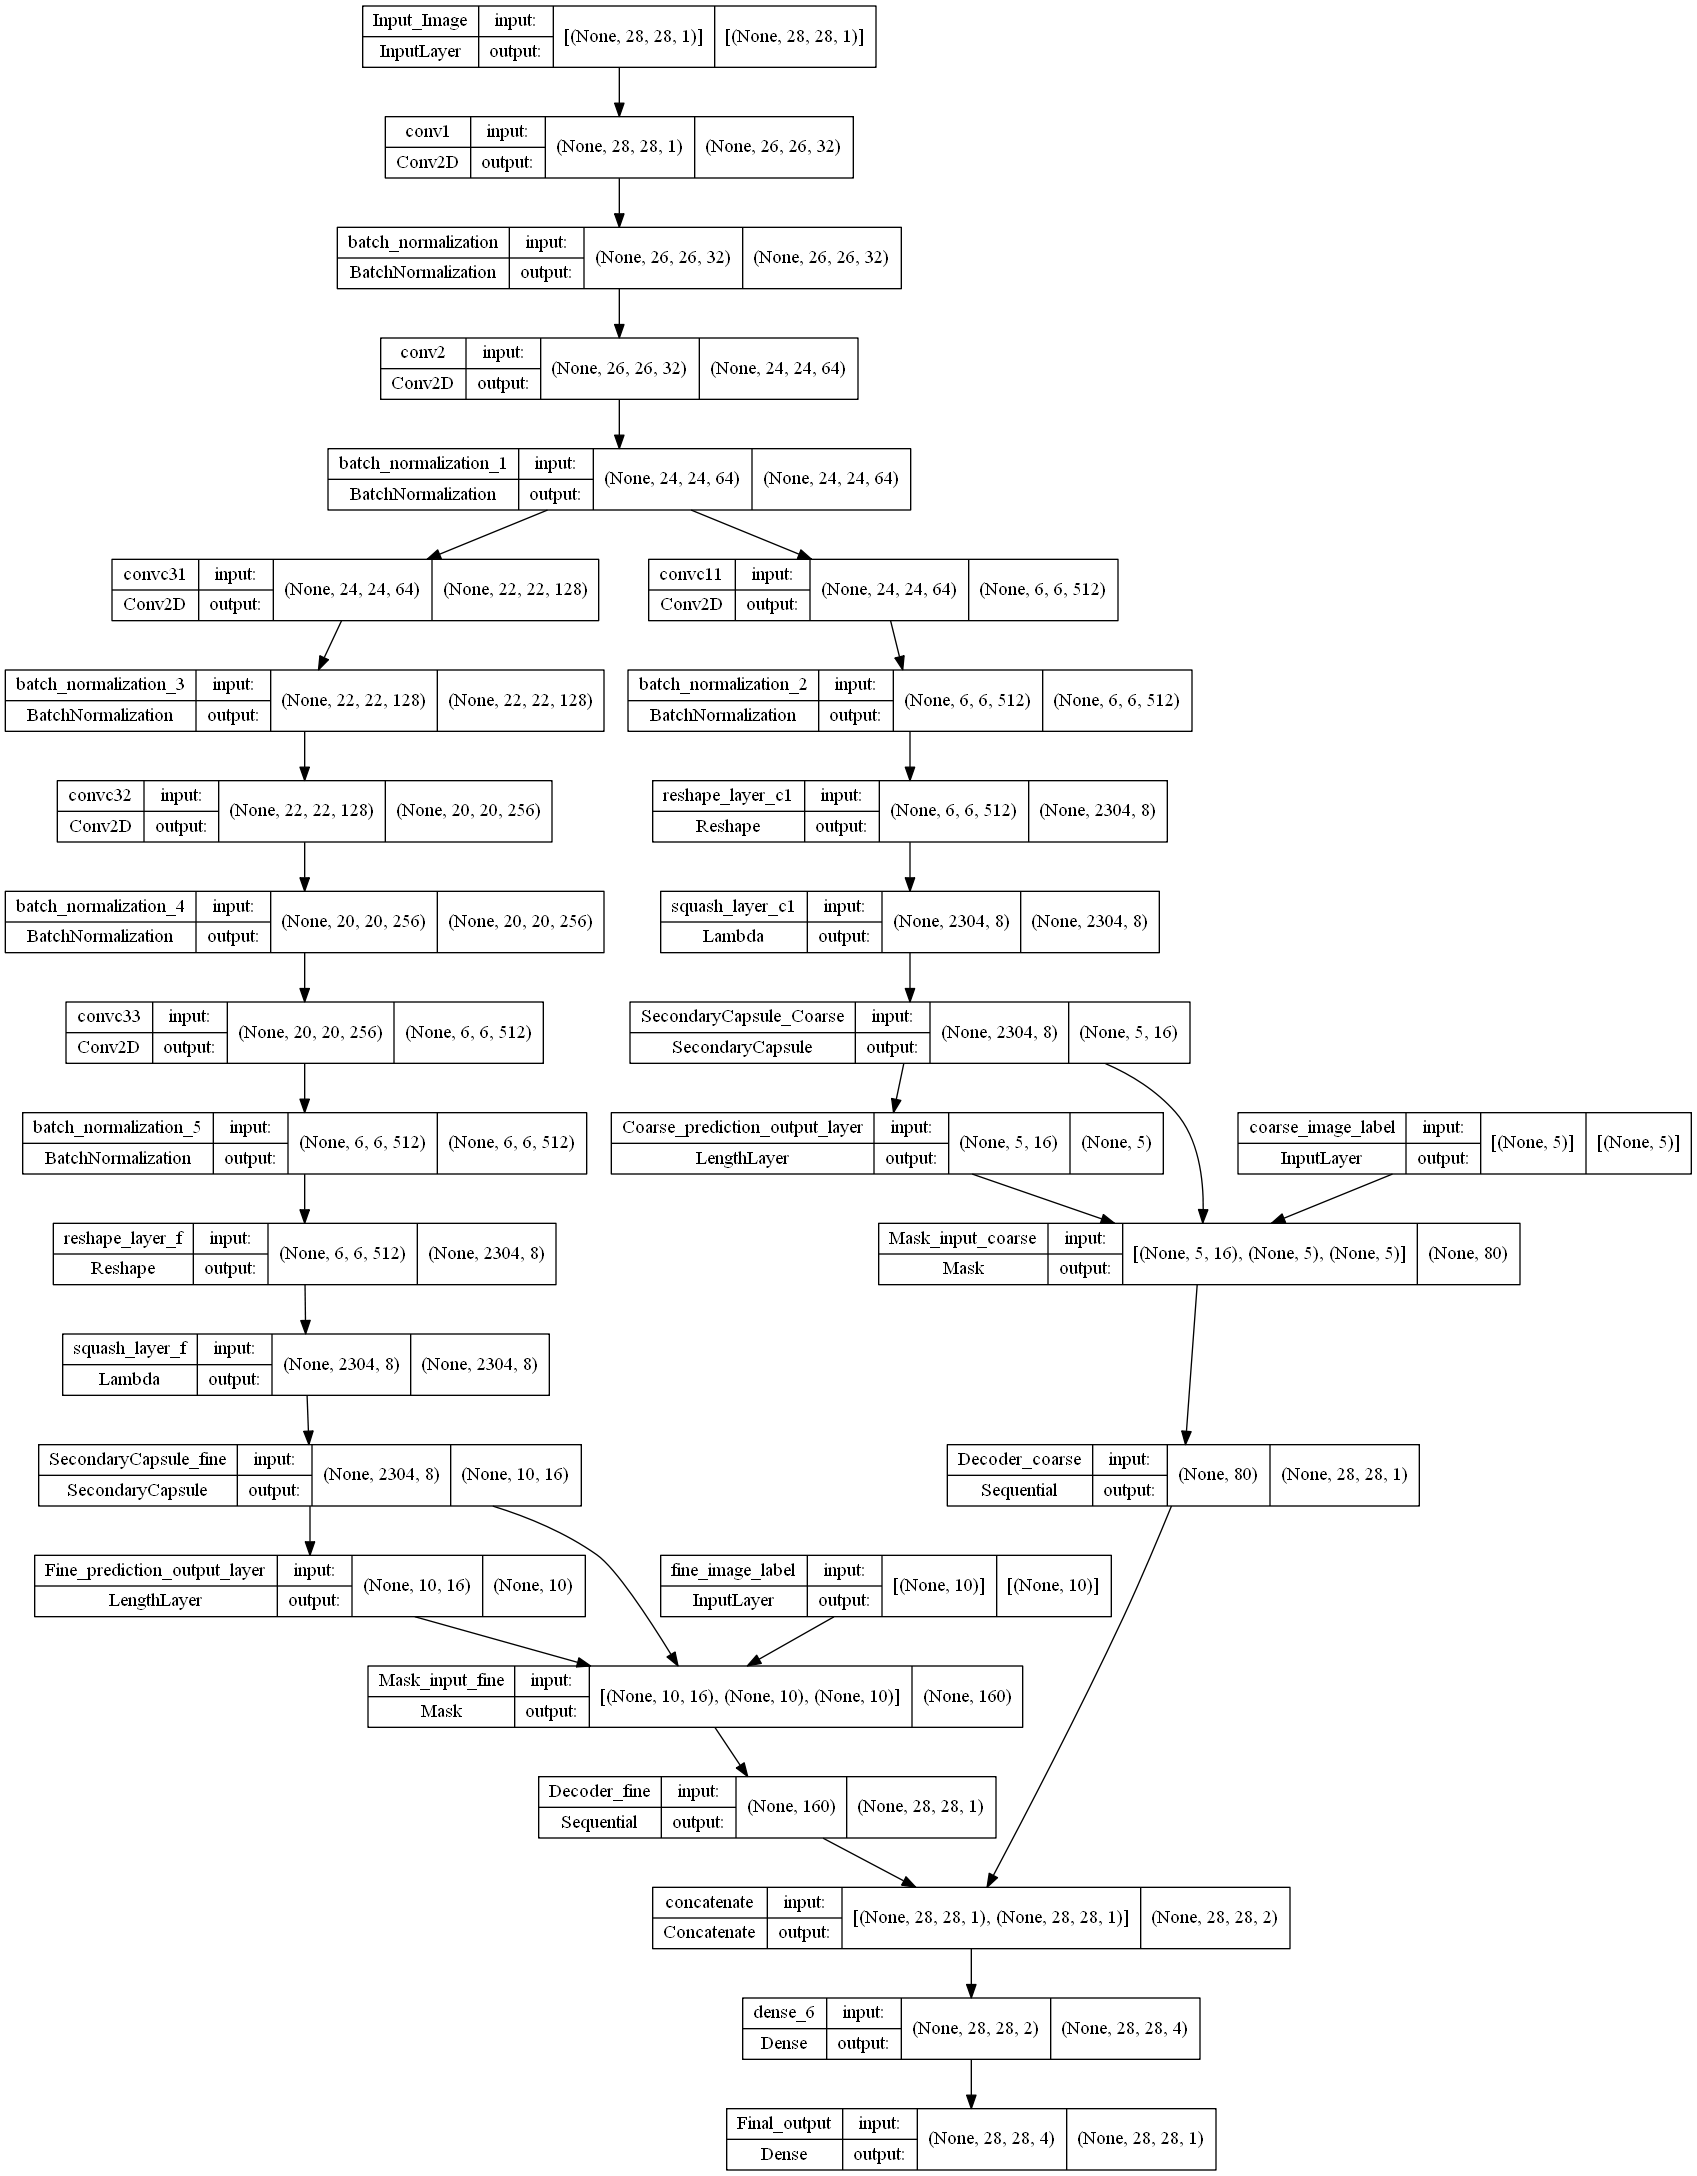 Input_Image input: [(None, 28, 28, 1)] [(None, 28, 28, 1)]
InputLayer output:
conv1 input: (None, 28, 28, 1) (None, 26, 26, 32)
Conv2D output:
batch_normalization input: (None, 26, 26, 32) (None, 26, 26, 32)
BatchNormalization output:
conv2 input: (None, 26, 26, 32) (None, 24, 24, 64)
Conv2D output:
batch_normalization_1 input: (None, 24, 24, 64) (None, 24, 24, 64)
BatchNormalization output:
convc31 input: (None, 24, 24, 64) (None, 22, 22, 128)
Conv2D output:
convc11 input: (None, 24, 24, 64) (None, 6, 6, 512)
Conv2D output:
batch_normalization_3 input: (None, 22, 22, 128) (None, 22, 22, 128)
BatchNormalization output:
batch_normalization_2 input: (None, 6, 6, 512) (None, 6, 6, 512)
BatchNormalization output:
convc32 input: (None, 22, 22, 128) (None, 20, 20, 256)
Conv2D output:
reshape_layer_c1 input: (None, 6, 6, 512) (None, 2304, 8)
Reshape output:
batch_normalization_4 input: (None, 20, 20, 256) (None, 20, 20, 256)
BatchNormalization output:
squash_layer_c1 input: (None, 2304, 8) (None, 2304, 8)
Lambda output:
convc33 input: (None, 20, 20, 256) (None, 6, 6, 512)
Conv2D output:
SecondaryCapsule_Coarse input: (None, 2304, 8) (None, 5, 16)
SecondaryCapsule output:
batch_normalization_5 input: (None, 6, 6, 512) (None, 6, 6, 512)
BatchNormalization output:
Coarse_prediction_output_layer input: (None, 5, 16) (None, 5)
LengthLayer output:
coarse_image_label input: [(None, 5)] [(None, 5)]
InputLayer output:
reshape_layer_f input: (None, 6, 6, 512) (None, 2304, 8)
Reshape output:
Mask_input_coarse input: [(None, 5, 16), (None, 5), (None, 5)] (None, 80)
Mask output:
squash_layer_f input: (None, 2304, 8) (None, 2304, 8)
Lambda output:
SecondaryCapsule_fine input: (None, 2304, 8) (None, 10, 16)
SecondaryCapsule output:
Decoder_coarse input: (None, 80) (None, 28, 28, 1)
Sequential output:
Fine_prediction_output_layer input: (None, 10, 16) (None, 10)
LengthLayer output:
fine_image_label input: [(None, 10)] [(None, 10)]
InputLayer output:
Mask_input_fine input: [(None, 10, 16), (None, 10), (None, 10)] (None, 160)
Mask output:
Decoder_fine input: (None, 160) (None, 28, 28, 1)
Sequential output:
concatenate input: [(None, 28, 28, 1), (None, 28, 28, 1)] (None, 28, 28, 2)
Concatenate output:
dense_6 input: (None, 28, 28, 2) (None, 28, 28, 4)
Dense output:
Final_output input: (None, 28, 28, 4) (None, 28, 28, 1)
Dense output: